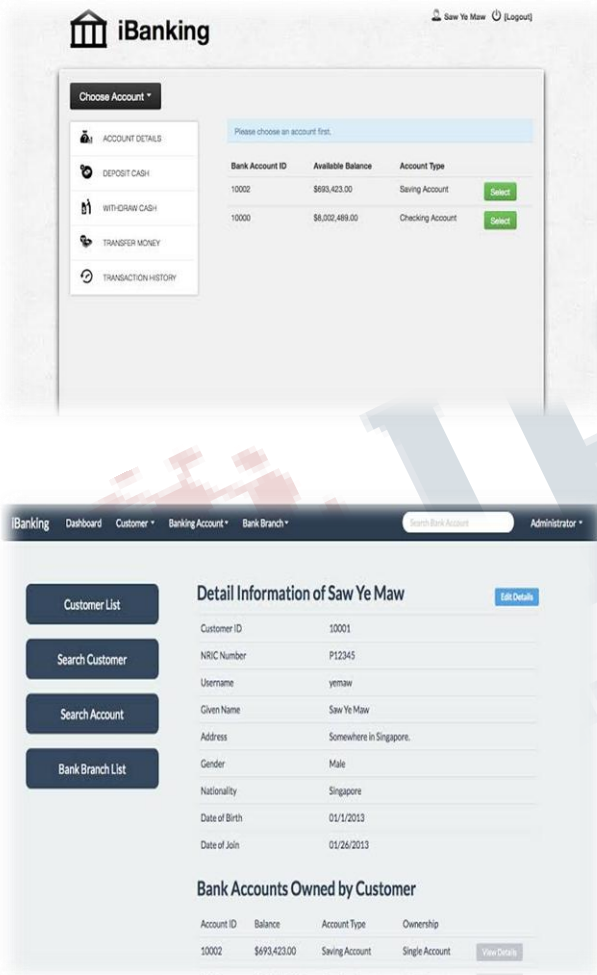 iBanking
Saw Ye Maw [Logout]
Choose Account
ACCOUNT DETAILS
DEPOSIT CASH
WITHDRAW CASH
TRANSFER MONEY
TRANSACTION HISTORY
Please choose an account first.
Bank Account ID Available Balance Account Type
10002 $693,423.00 Saving Account Select
10000 $8,002,489.00 Checking Account Select
iBanking Dashboard Customer Banking Account Bank Branch Search Bank Account Administrator
Customer List
Search Customer
Search Account
Bank Branch List
Detail Information of Saw Ye Maw Edit Details
Customer ID 10001
NRIC Number P12345
Username yemaw
Given Name Saw Ye Maw
Address Somewhere in Singapore.
Gender Male
Nationality Singapore
Date of Birth 01/1/2013
Date of Join 01/26/2013
Bank Accounts Owned by Customer
Account ID Balance Account Type Ownership
10002 $693,423.00 Saving Account Single Account View Details